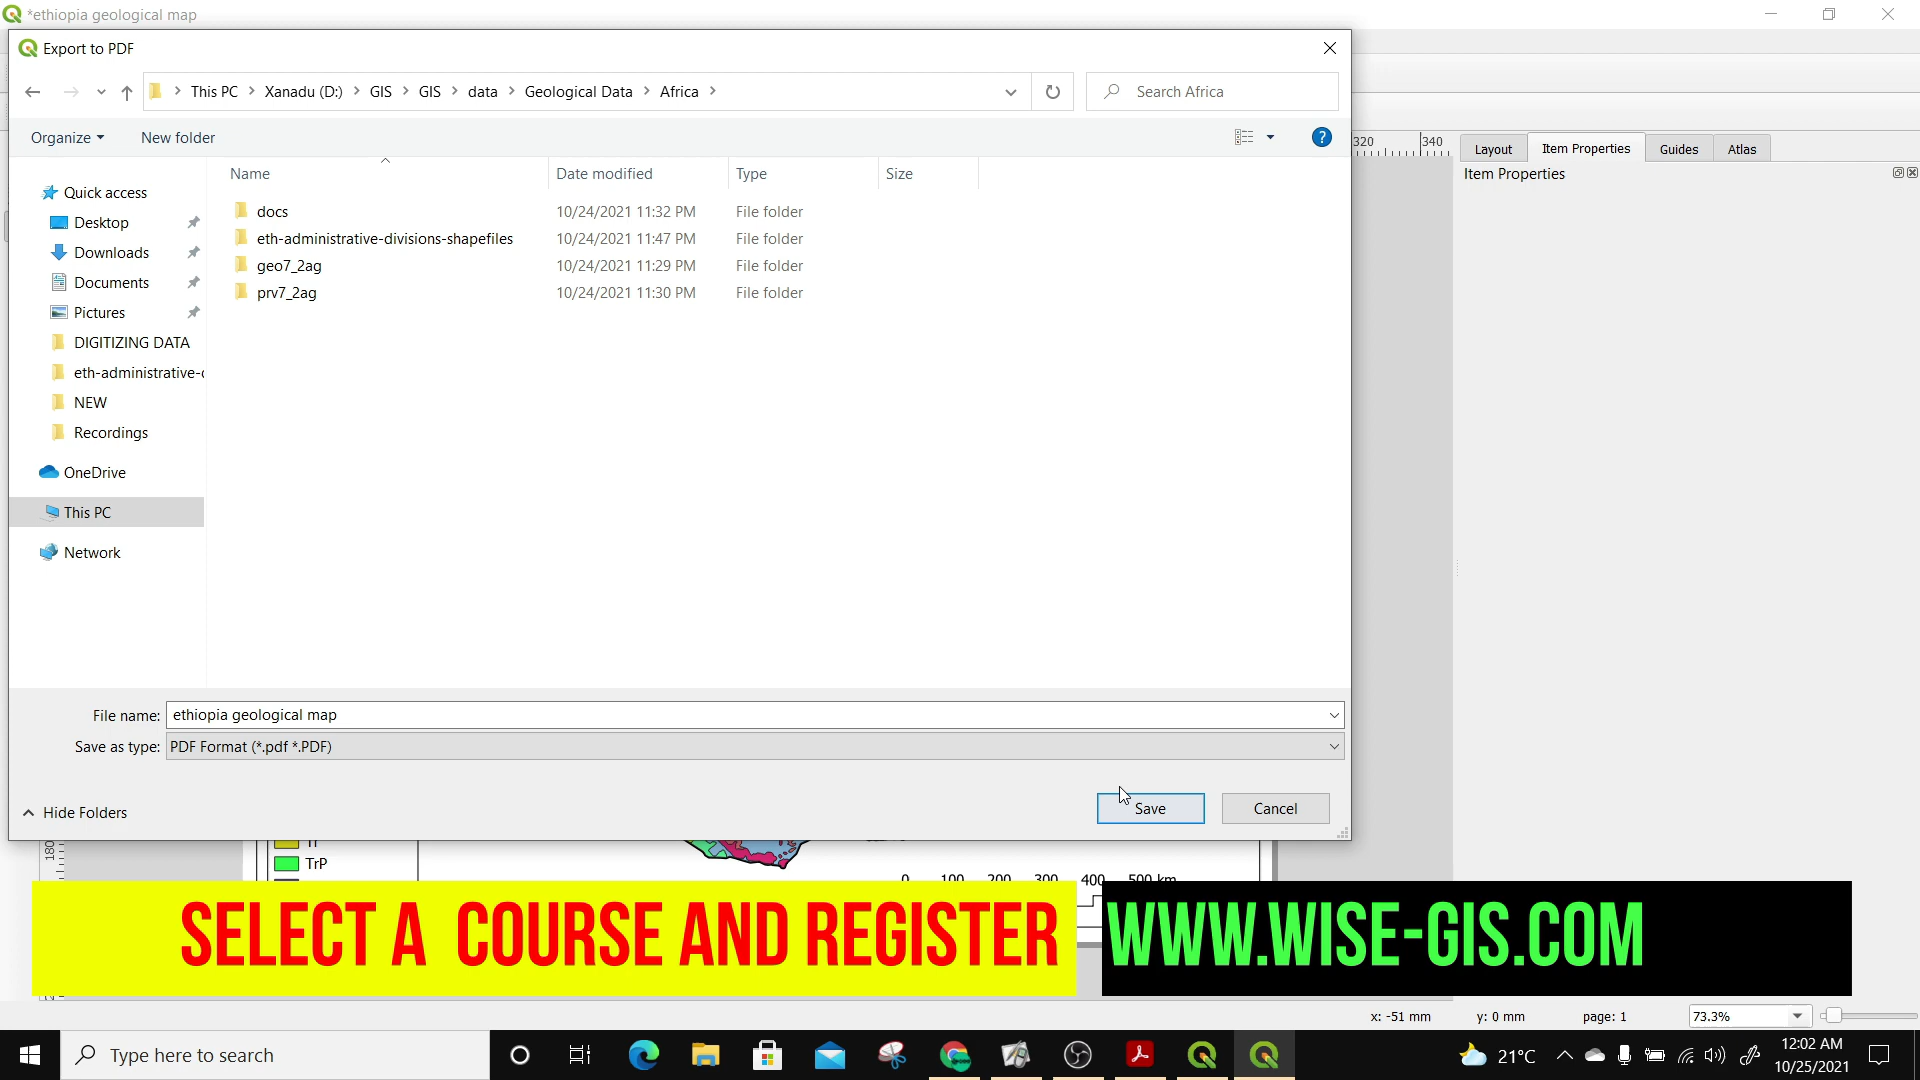 *ethiopia geological map
Export to PDF
This PC > Xanadu (D:) > GIS > GIS > data > Geological Data > Africa >
Search Africa
Organize
New folder
320 340
Layout Item Properties Guides Atlas
Item Properties
Name Date modified Type Size
docs 10/24/2021 11:32 PM File folder
eth-administrative-divisions-shapefiles 10/24/2021 11:47 PM File folder
geo7_2ag 10/24/2021 11:29 PM File folder
prv7_2ag 10/24/2021 11:30 PM File folder
Quick access
Desktop
Downloads
Documents
Pictures
DIGITIZING DATA
eth-administrative-
NEW
Recordings
OneDrive
This PC
Network
File name: ethiopia geological map
Save as type: PDF Format (*.pdf *.PDF)
Hide Folders
Save Cancel
180
Tr
TrP
0 100 200 300 400 500 km
SELECT A COURSE AND REGISTER
WWW.WISE-GIS.COM
x: -51 mm y: 0 mm page: 1 73.3%
Type here to search
21°C
12:02 AM
10/25/2021